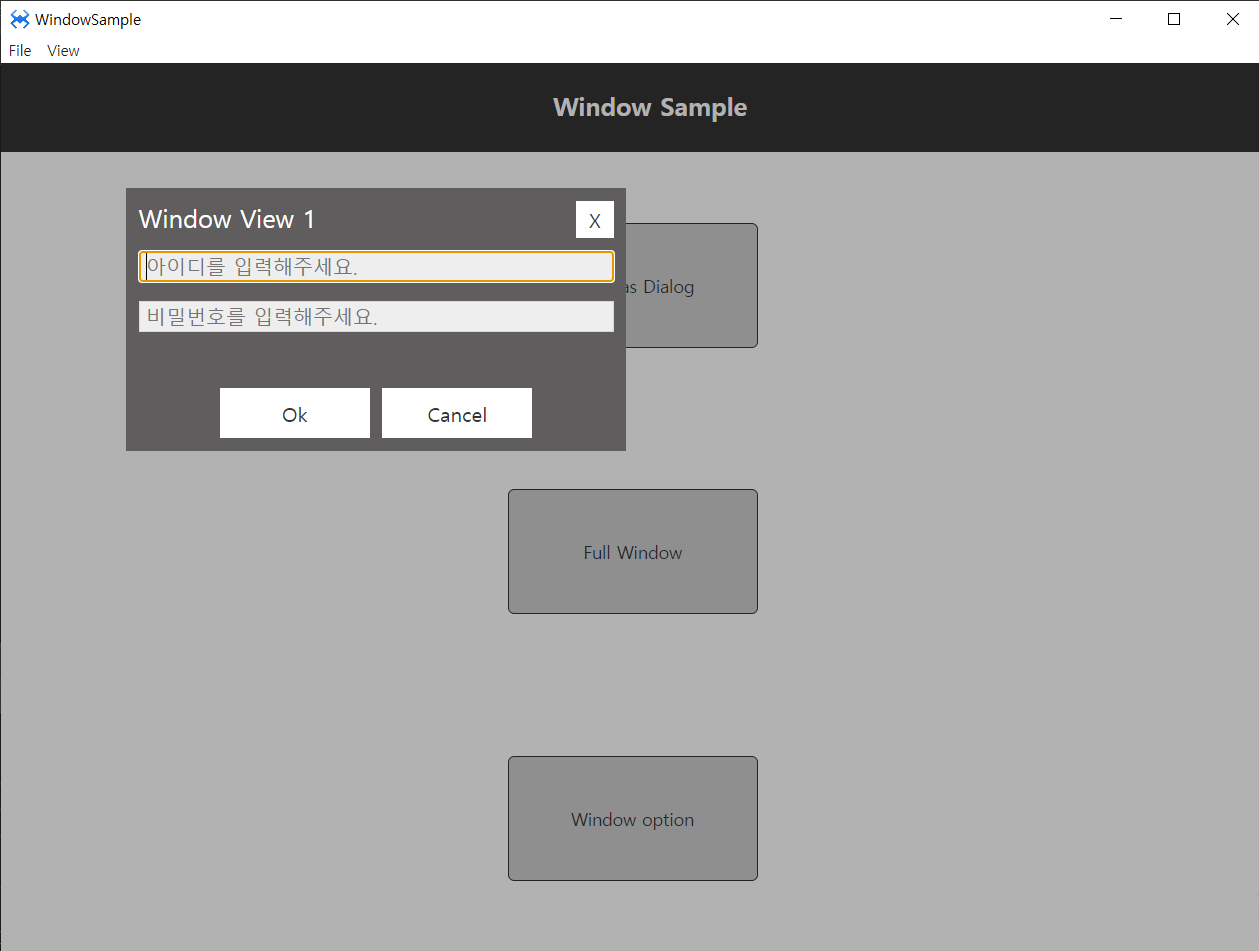 WindowSample
File View
Window Sample
Window View 1
X
아이디를 입력해주세요.
as Dialog
비밀번호를 입력해주세요.
Ok Cancel
Full Window
Window option